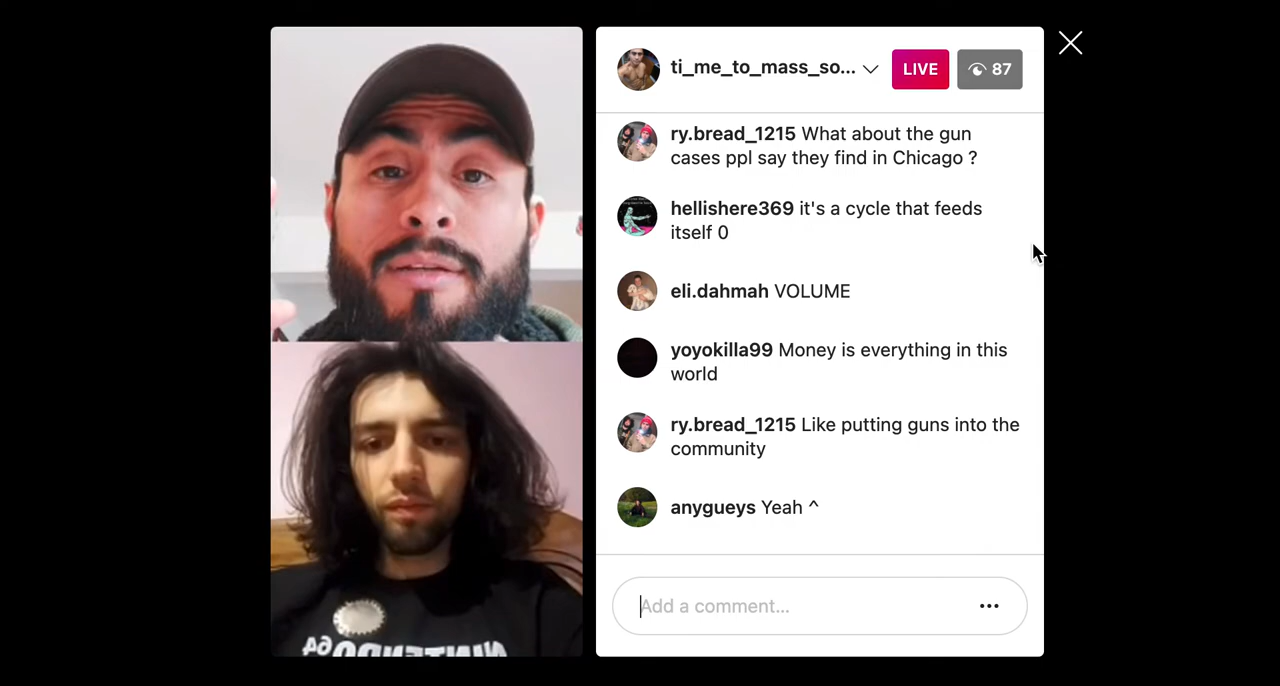 ti_me_to_mass_so...
LIVE
87
ry.bread_1215 What about the gun
cases ppl say they find in Chicago ?
hellishere369 it's a cycle that feeds
itself 0
eli.dahmah VOLUME
yoyokilla99 Money is everything in this
world
ry.bread_1215 Like putting guns into the
community
anygueys Yeah ^
Add a comment...
NINTENDO64